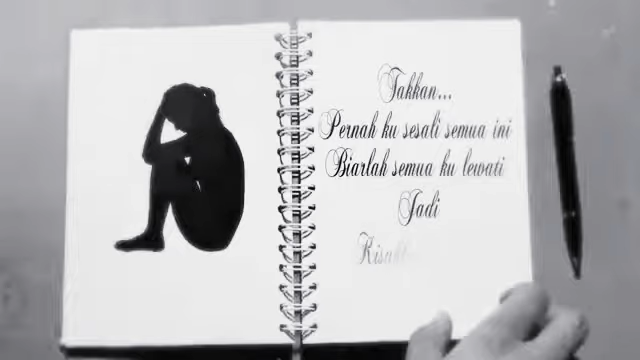 Takkan...
Pernah ku sesali semua ini
Biarlah semua ku lewati
Jadi